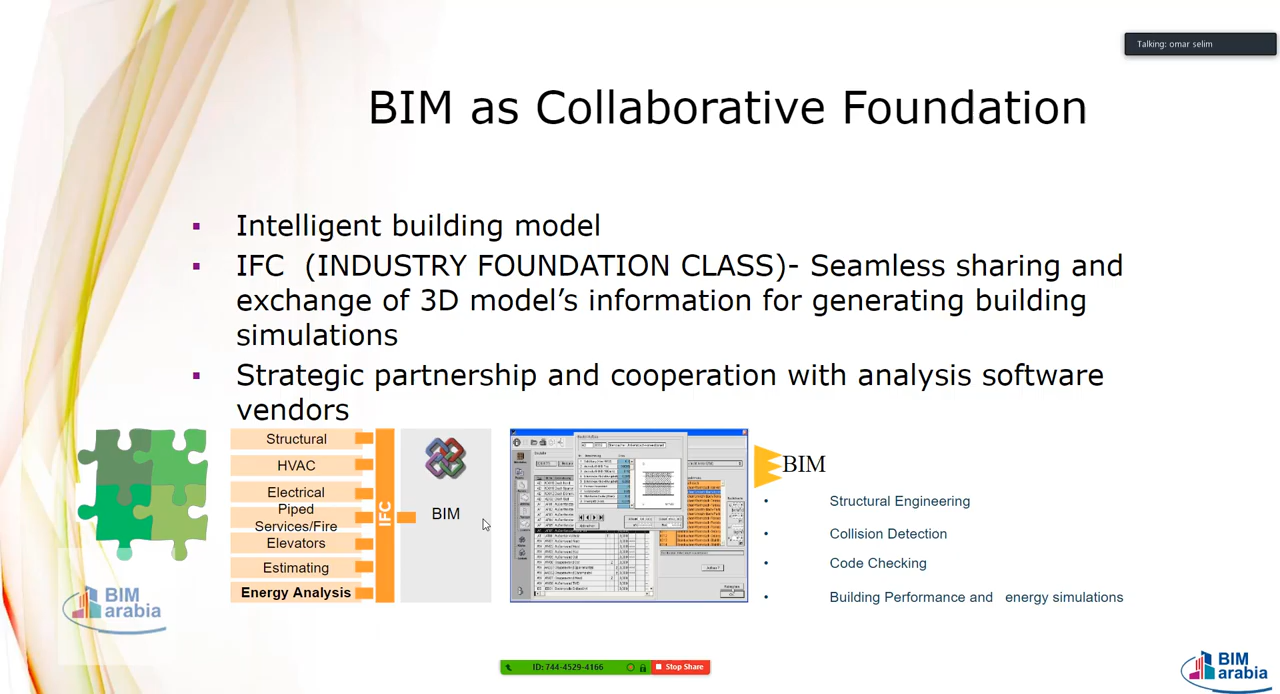 Talking: omar selim
BIM as Collaborative Foundation
▪ Intelligent building model
▪ IFC (INDUSTRY FOUNDATION CLASS)- Seamless sharing and
exchange of 3D model’s information for generating building
simulations
▪ Strategic partnership and cooperation with analysis software
vendors
Structural
HVAC
Electrical
Piped
Services/Fire
Elevators
Estimating
Energy Analysis
IFC
BIM
BIM
• Structural Engineering
• Collision Detection
• Code Checking
• Building Performance and energy simulations
BIM
arabia
ID: 744-4529-4166
Stop Share
BIM
arabia